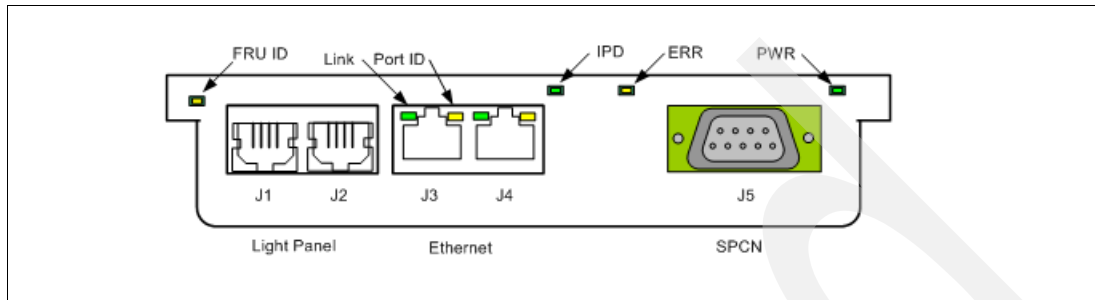 FRU ID
Link
Port ID
IPD
ERR
PWR
J1
J2
J3
J4
J5
Light Panel
Ethernet
SPCN